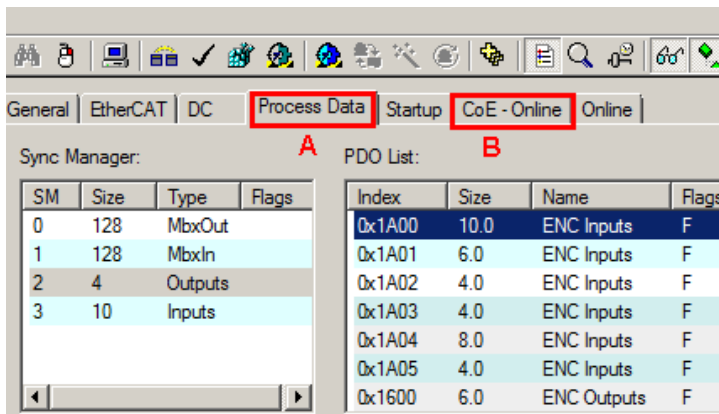 General EtherCAT DC Process Data Startup CoE - Online Online
A B
Sync Manager: PDO List:
SM Size Type Flags Index Size Name Flags
0 128 MbxOut 0x1A00 10.0 ENC Inputs F
1 128 MbxIn 0x1A01 6.0 ENC Inputs F
2 4 Outputs 0x1A02 4.0 ENC Inputs F
3 10 Inputs 0x1A03 4.0 ENC Inputs F
0x1A04 8.0 ENC Inputs F
0x1A05 4.0 ENC Inputs F
0x1600 6.0 ENC Outputs F